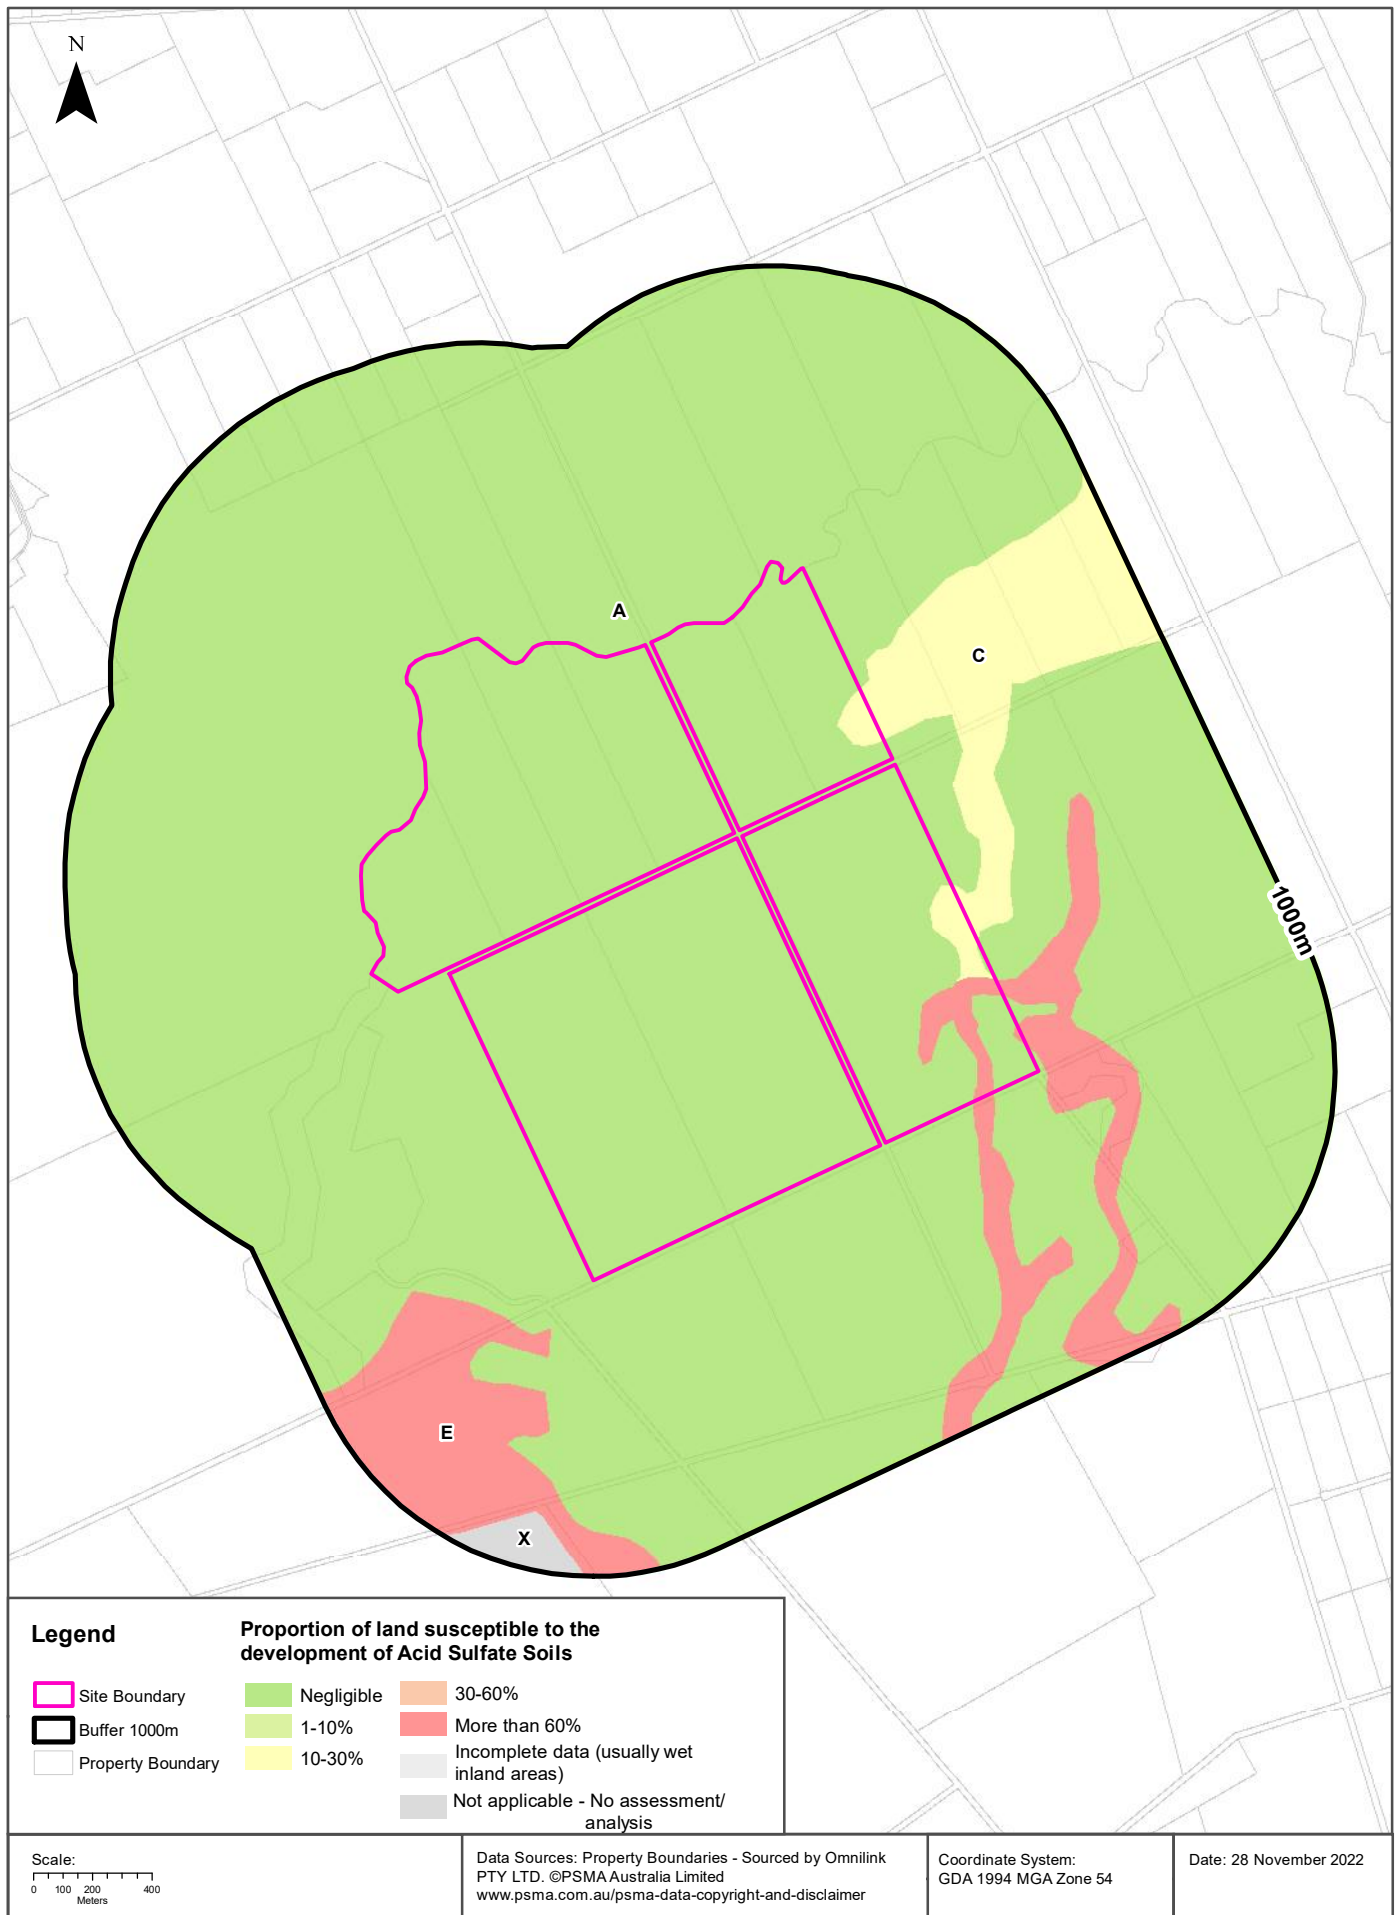 N
A
C
1000m
E
X
Legend
Site Boundary
Buffer 1000m
Property Boundary
Proportion of land susceptible to the
development of Acid Sulfate Soils
Negligible
1-10%
10-30%
30-60%
More than 60%
Incomplete data (usually wet
inland areas)
Not applicable - No assessment/
analysis
Scale:
0 100 200 400
Meters
Data Sources: Property Boundaries - Sourced by Omnilink
PTY LTD. ©PSMA Australia Limited
www.psma.com.au/psma-data-copyright-and-disclaimer
Coordinate System:
GDA 1994 MGA Zone 54
Date: 28 November 2022